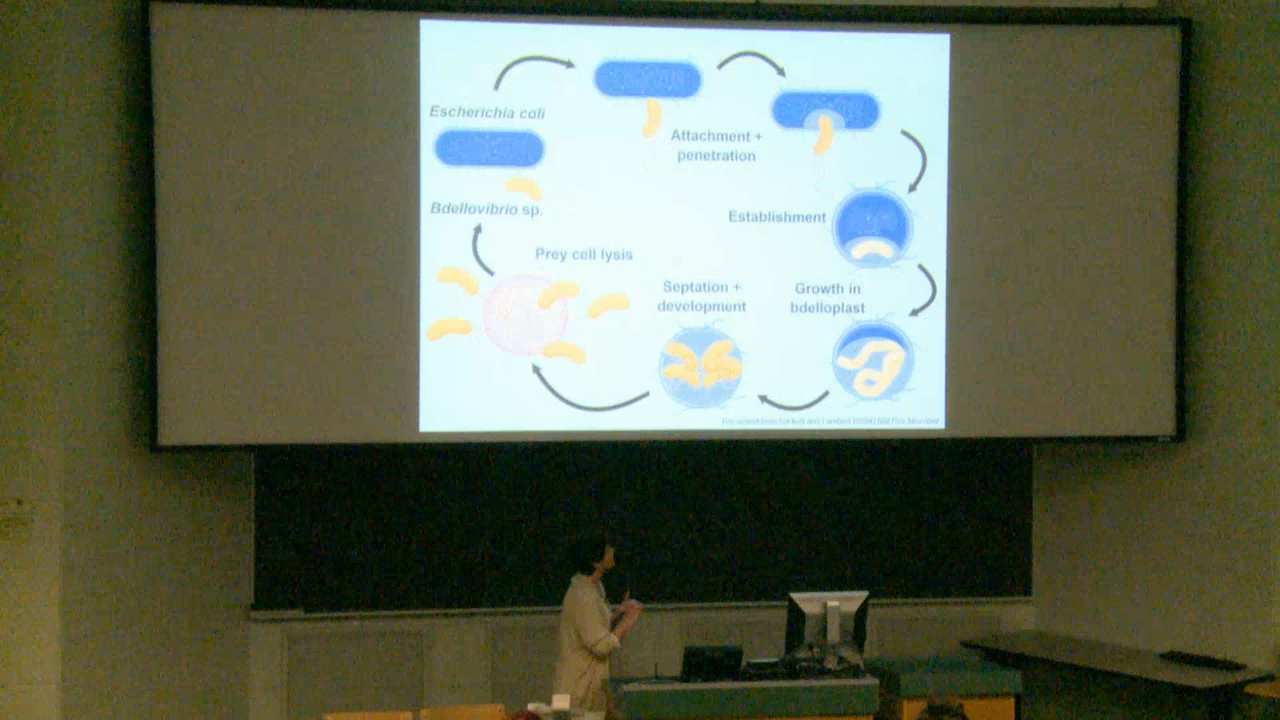 Escherichia coli
Bdellovibrio sp.
Attachment +
penetration
Establishment
Growth in
bdelloplast
Septation +
development
Prey cell lysis